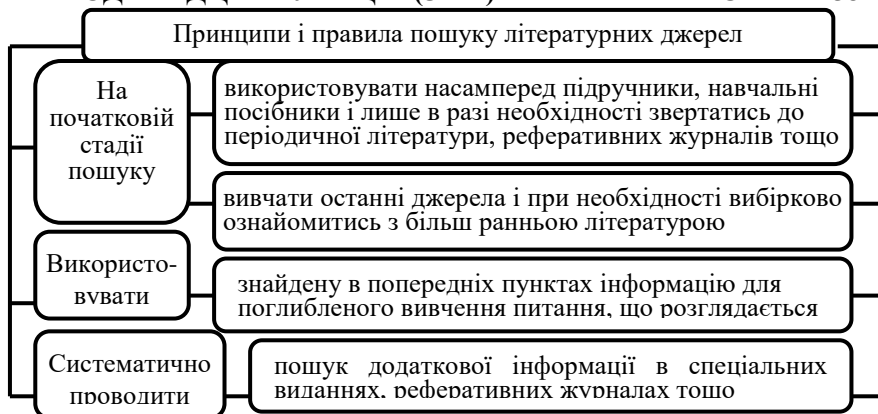 Принципи і правила пошуку літературних джерел
На
початковій
стадії
пошуку
використовувати насамперед підручники, навчальні
посібники і лише в разі необхідності звертатись до
періодичної літератури, реферативних журналів тощо
вивчати останні джерела і при необхідності вибірково
ознайомитись з більш ранньою літературою
Використо-
вувати
знайдену в попередніх пунктах інформацію для
поглибленого вивчення питання, що розглядається
Систематично
проводити
пошук додаткової інформації в спеціальних
виданнях, реферативних журналах тощо